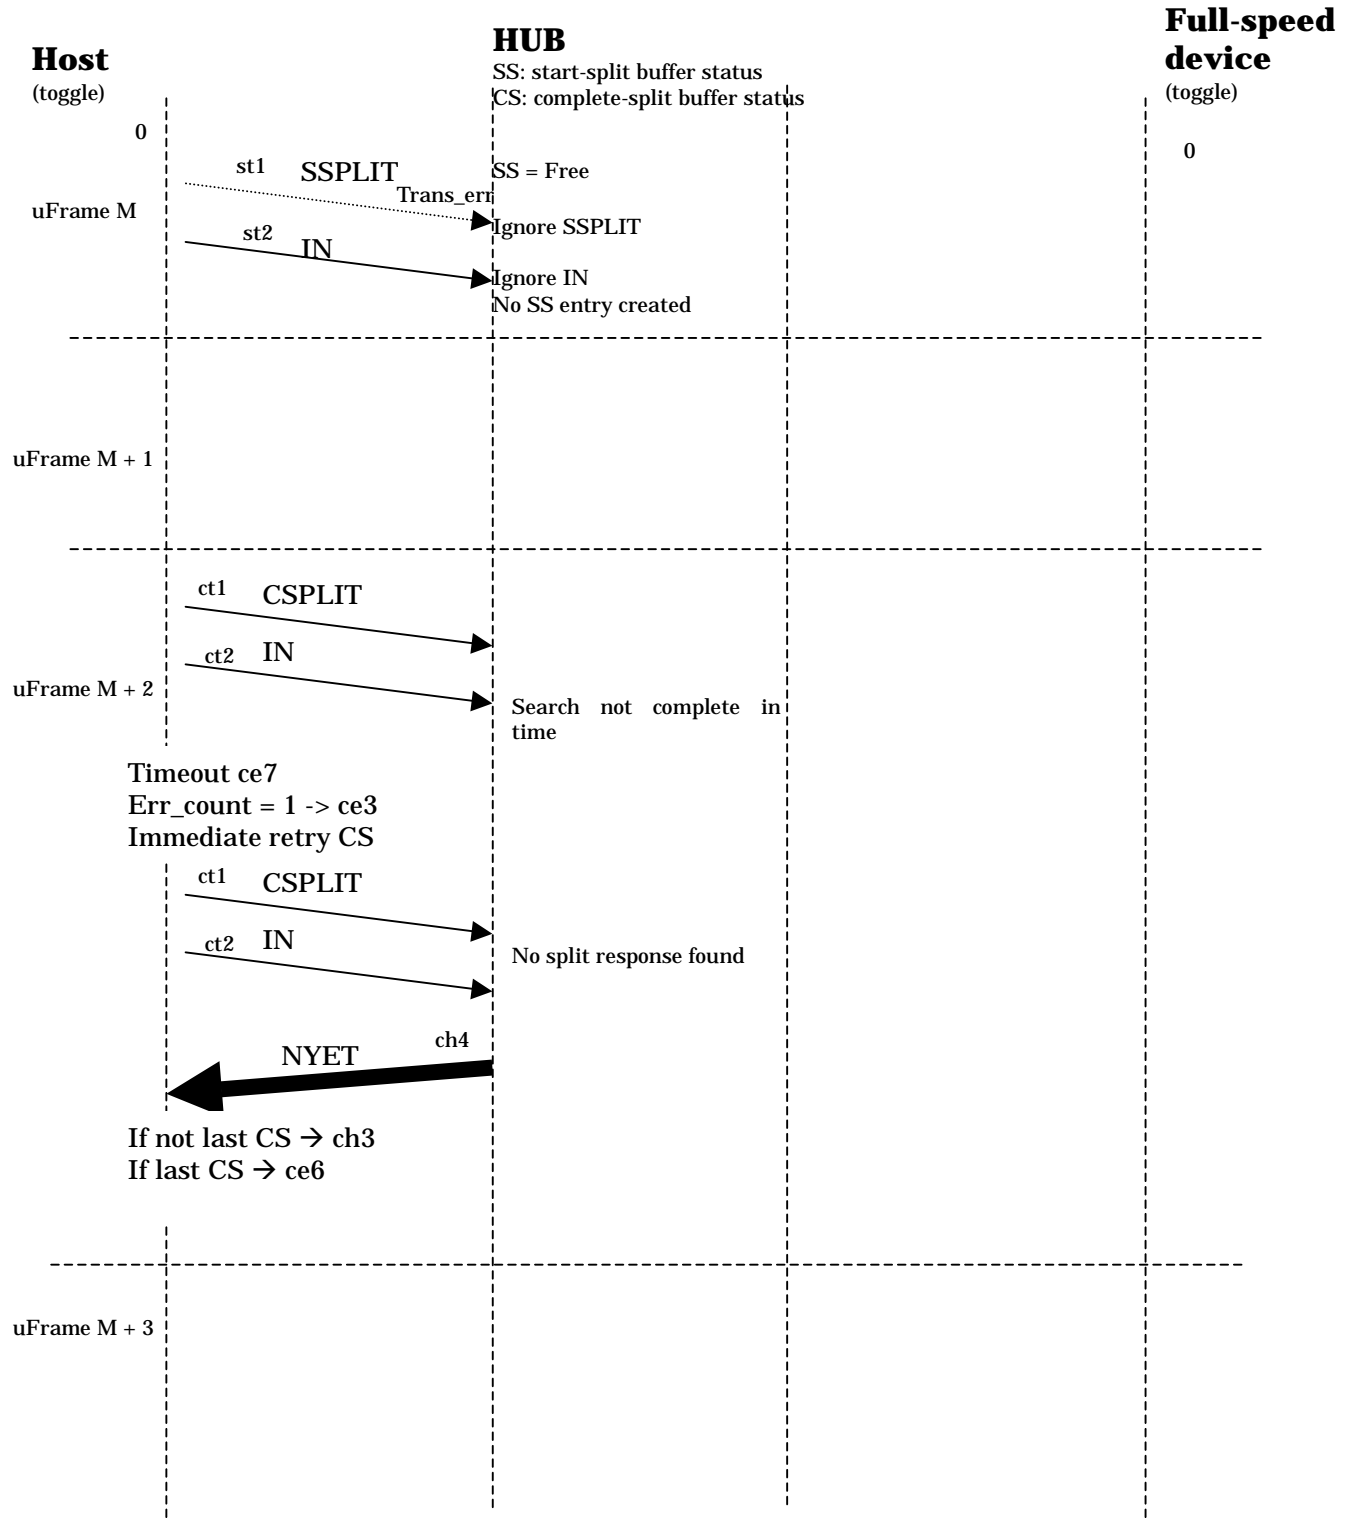 Full-speed
device
(toggle)
HUB
SS: start-split buffer status
CS: complete-split buffer status
Host
(toggle)
0
0
st1 SSPLIT
SS = Free
Trans_err
uFrame M
Ignore SSPLIT
st2 IN
Ignore IN
No SS entry created
uFrame M + 1
ct1 CSPLIT
ct2 IN
uFrame M + 2
Search not complete in
time
Timeout ce7
Err_count = 1 -> ce3
Immediate retry CS
ct1 CSPLIT
ct2 IN
No split response found
NYET ch4
If not last CS → ch3
If last CS → ce6
uFrame M + 3